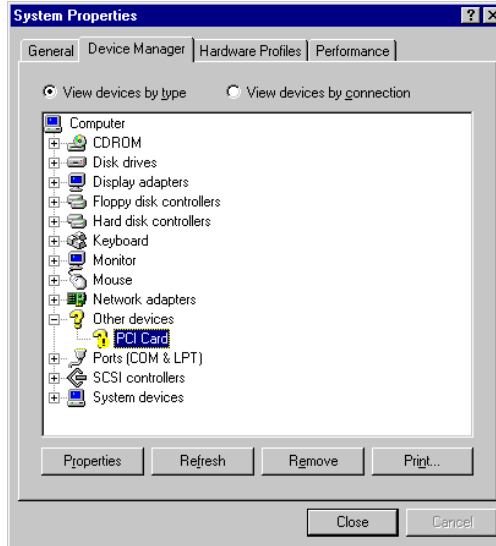 System Properties
General Device Manager Hardware Profiles Performance
View devices by type View devices by connection
Computer
CDROM
Disk drives
Display adapters
Floppy disk controllers
Hard disk controllers
Keyboard
Monitor
Mouse
Network adapters
Other devices
PCI Card
Ports (COM & LPT)
SCSI controllers
System devices
Properties Refresh Remove Print...
Close Cancel